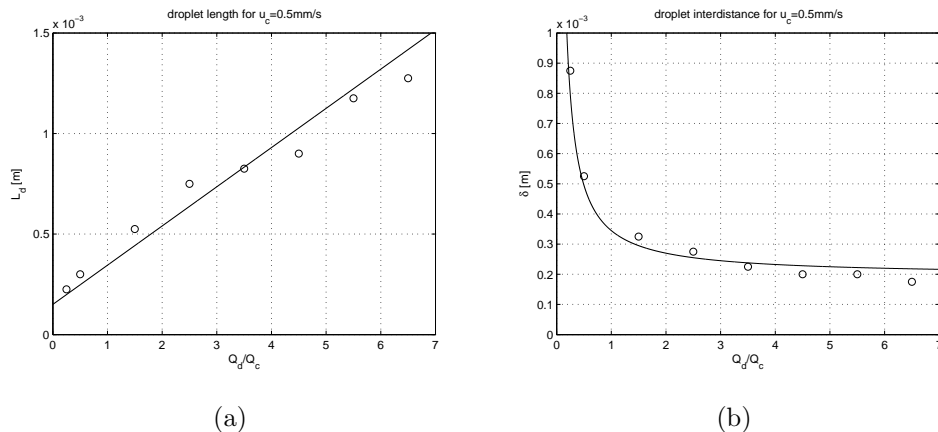 droplet length for u_c=0.5mm/s
x 10^-3
1.5
1
0.5
0
0 1 2 3 4 5 6 7
L_d [m]
Q_d/Q_c
(a)
droplet interdistance for u_c=0.5mm/s
x 10^-3
1
0.9
0.8
0.7
0.6
0.5
0.4
0.3
0.2
0.1
0
0 1 2 3 4 5 6 7
δ [m]
Q_d/Q_c
(b)